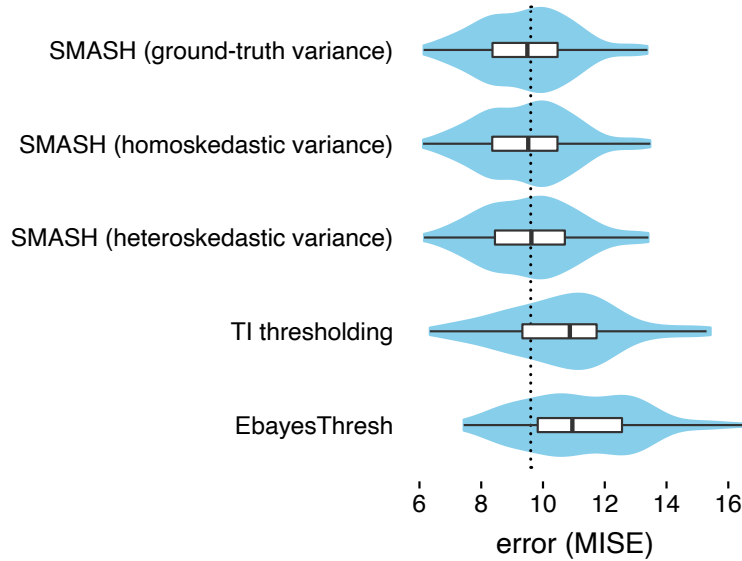 SMASH (ground-truth variance)
SMASH (homoskedastic variance)
SMASH (heteroskedastic variance)
TI thresholding
EbayesThresh
6 8 10 12 14 16
error (MISE)